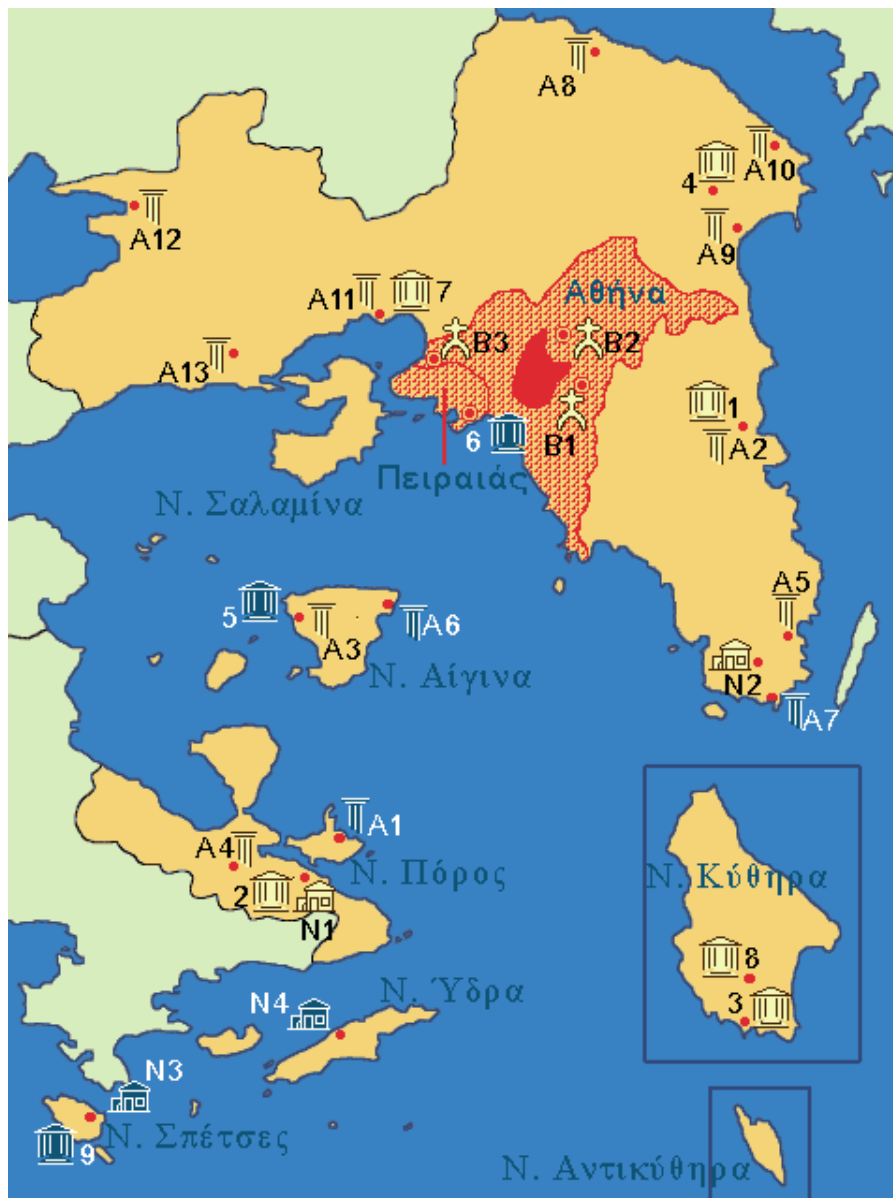 A8
A10
4
A9
A12
Αθήνα
A11
7
B3
B2
A13
1
A2
6
B1
Πειραιάς
Ν. Σαλαμίνα
A5
5
A3
A6
Ν. Αίγινα
N2
A7
A1
A4
Ν. Πόρος
Ν. Κύθηρα
2
N1
8
Ν. Ύδρα
N4
3
N3
Ν. Σπέτσες
9
Ν. Αντικύθηρα